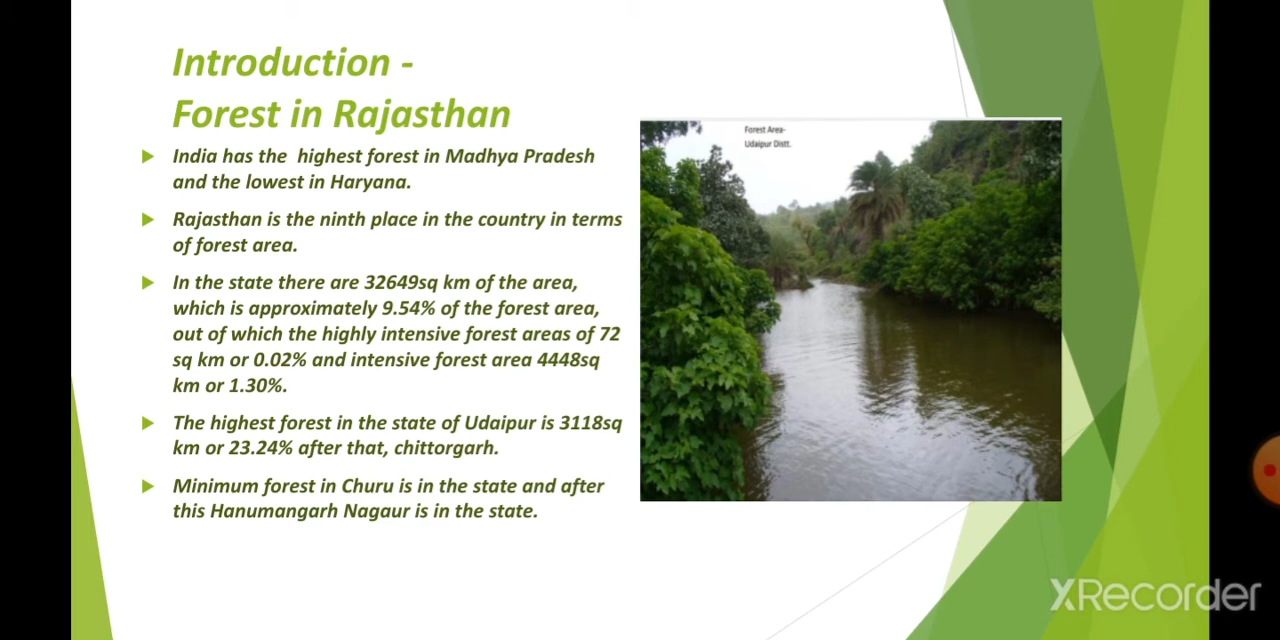 Introduction -
Forest in Rajasthan
India has the highest forest in Madhya Pradesh
and the lowest in Haryana.
Rajasthan is the ninth place in the country in terms
of forest area.
In the state there are 32649sq km of the area,
which is approximately 9.54% of the forest area,
out of which the highly intensive forest areas of 72
sq km or 0.02% and intensive forest area 4448sq
km or 1.30%.
The highest forest in the state of Udaipur is 3118sq
km or 23.24% after that, chittorgarh.
Minimum forest in Churu is in the state and after
this Hanumangarh Nagaur is in the state.
Forest Area-
Udaipur Distt.
XRecorder